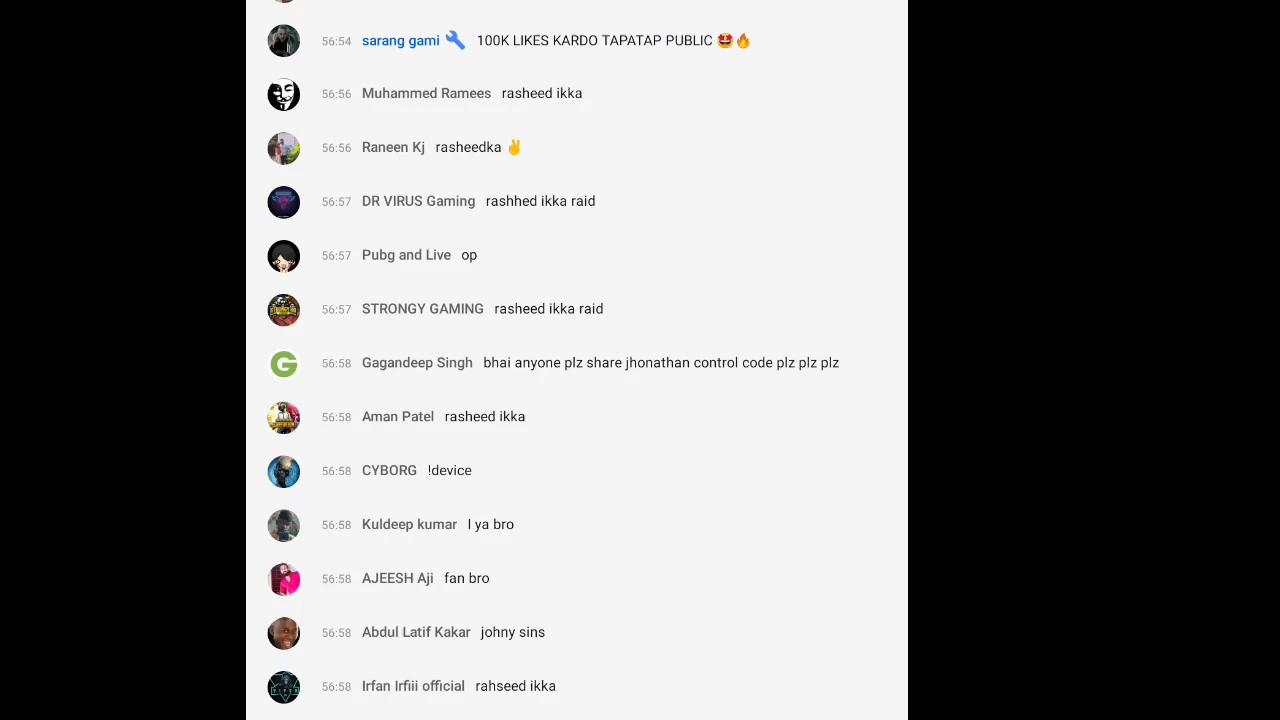 56:54 sarang gami 100K LIKES KARDO TAPATAP PUBLIC 🤩🔥
56:56 Muhammed Ramees rasheed ikka
56:56 Raneen Kj rasheedka ✌
56:57 DR VIRUS Gaming rashhed ikka raid
56:57 Pubg and Live op
56:57 STRONGY GAMING rasheed ikka raid
56:58 Gagandeep Singh bhai anyone plz share jhonathan control code plz plz plz
56:58 Aman Patel rasheed ikka
56:58 CYBORG !device
56:58 Kuldeep kumar I ya bro
56:58 AJEESH Aji fan bro
56:58 Abdul Latif Kakar johny sins
56:58 Irfan Irfiii official rahseed ikka